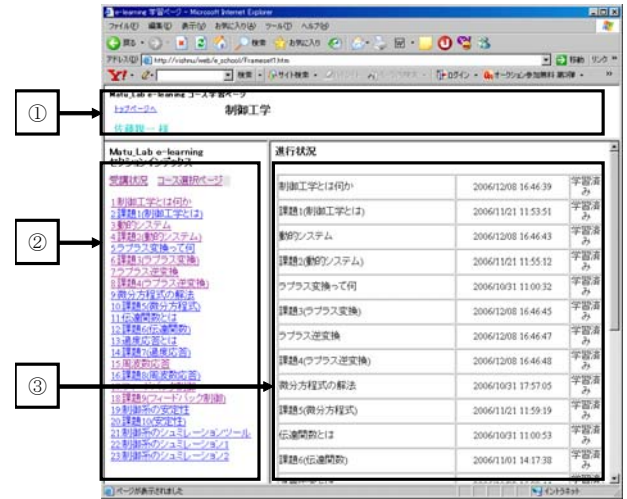 e-learning 学習ページ - Microsoft Internet Explorer
ファイル(F) 編集(E) 表示(V) お気に入り(A) ツール(T) ヘルプ(H)
戻る 検索 お気に入り
アドレス(D) http://vishnu/web/e_school/Frameset1.htm 移動 リンク
検索 サイト検索 ログイン オークション参加無料
Matu_Lab e-learning コース学習ページ
トップページへ 制御工学
①
Matu_Lab e-learning
セクションインデックス
受講状況 コース選択ページ
②
1.制御工学とは何か
2.課題1(制御工学とは)
3.動的システム
4.課題2(動的システム)
5.ラプラス変換って何
6.課題3(ラプラス変換)
7.ラプラス逆変換
8.課題4(ラプラス逆変換)
9.微分方程式の解法
10.課題5(微分方程式)
11.伝達関数とは
12.課題6(伝達関数)
13.過度応答とは
14.課題7(過度応答)
15.周波数応答
16.課題8(周波数応答)
18.課題9(フィードバック制御)
19.制御系の安定性
20.課題10(安定性)
21.制御系のシュミレーションツール
22.制御系のシュミレーション1
23.制御系のシュミレーション2
③
進行状況
制御工学とは何か 2006/12/08 16:46:39 学習済み
課題1(制御工学とは) 2006/11/21 11:53:51 学習済み
動的システム 2006/12/08 16:46:43 学習済み
課題2(動的システム) 2006/11/21 11:55:12 学習済み
ラプラス変換って何 2006/10/31 11:00:32 学習済み
課題3(ラプラス変換) 2006/12/08 16:46:45 学習済み
ラプラス逆変換 2006/12/08 16:46:47 学習済み
課題4(ラプラス逆変換) 2006/12/08 16:46:48 学習済み
微分方程式の解法 2006/10/31 17:57:05 学習済み
課題5(微分方程式) 2006/11/21 11:59:19 学習済み
伝達関数とは 2006/10/31 11:00:53 学習済み
課題6(伝達関数) 2006/11/01 14:17:38 学習済み
ページが表示されました イントラネット